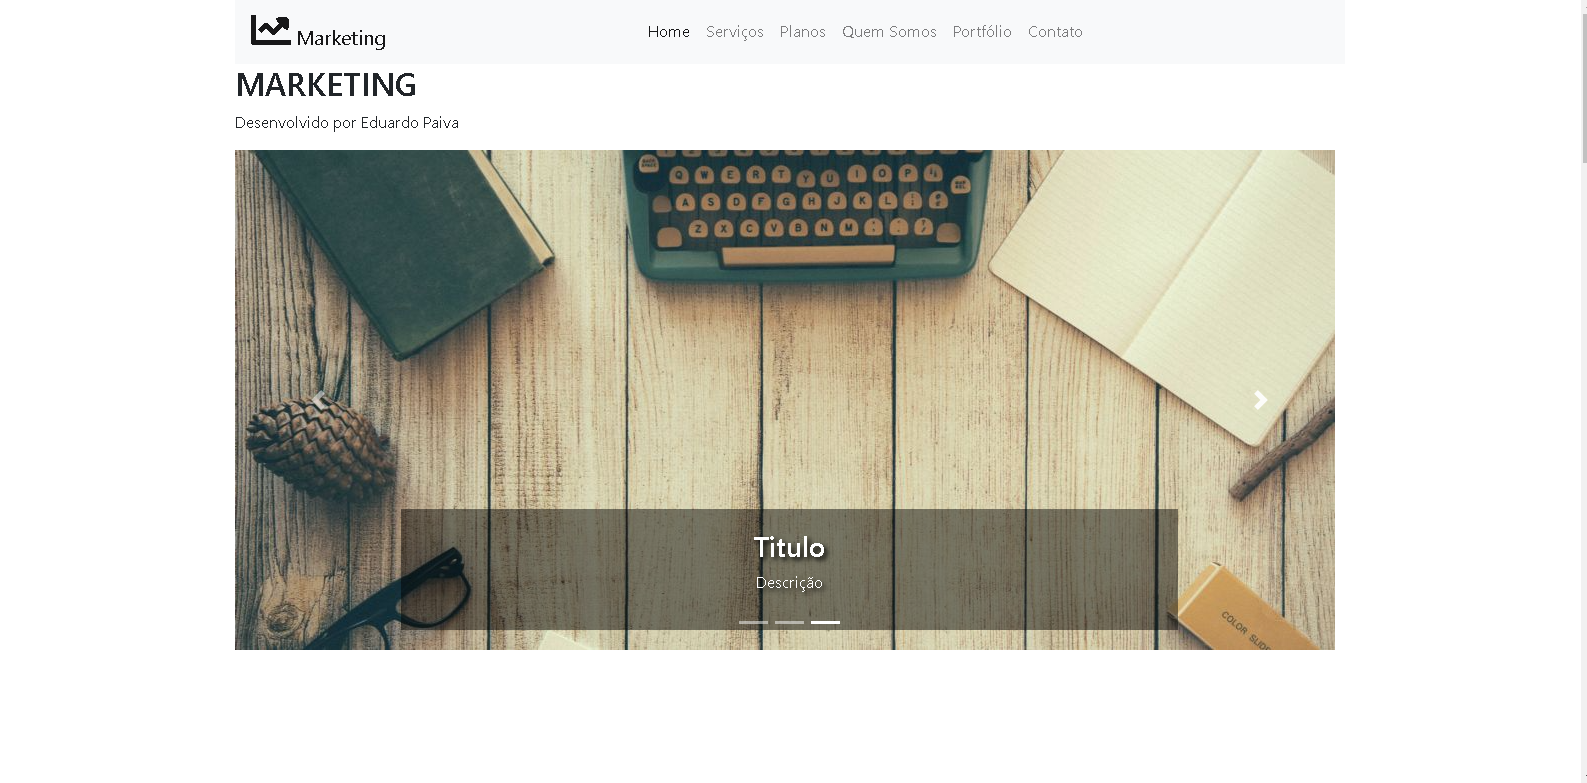 Marketing
Home Serviços Planos Quem Somos Portfólio Contato
MARKETING
Desenvolvido por Eduardo Paiva
Q W E R T Y U I O P
A S D F G H J K L
Z X C V B N M
Titulo
Descrição
COLOR SLIDE